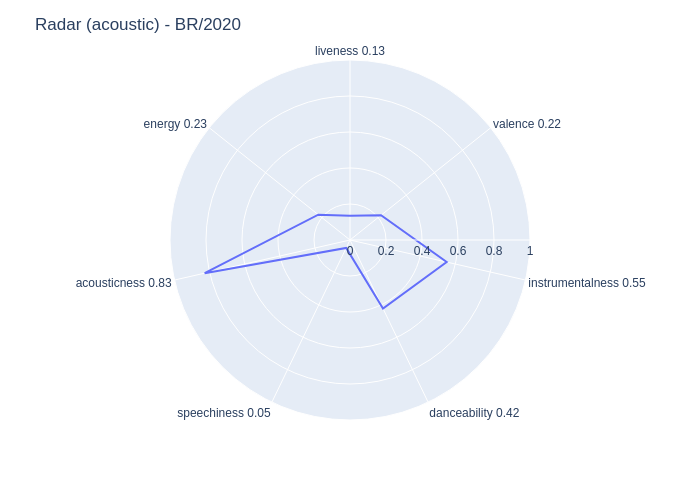 Radar (acoustic) - BR/2020
liveness 0.13
energy 0.23
valence 0.22
0
0.2
0.4
0.6
0.8
1
acousticness 0.83
instrumentalness 0.55
speechiness 0.05
danceability 0.42